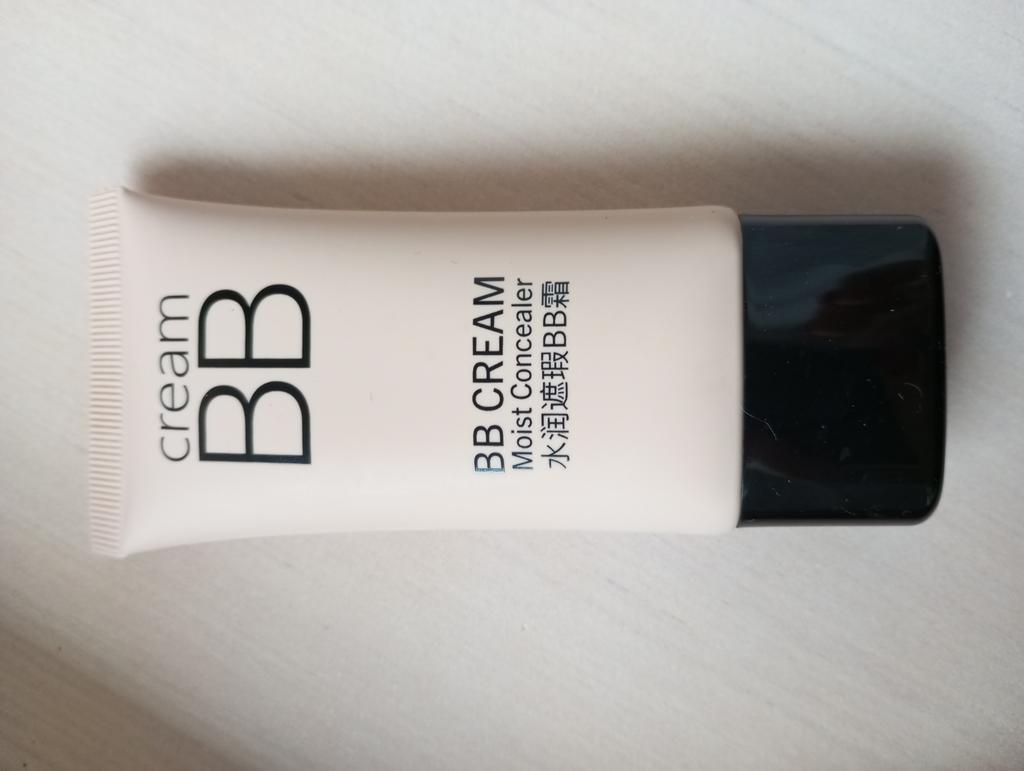 cream
BB
BB CREAM
Moist Concealer
水润遮瑕BB霜